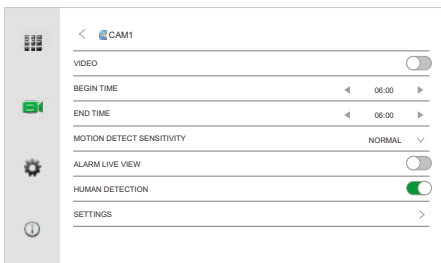 CAM1
VIDEO
BEGIN TIME 06:00
END TIME 06:00
MOTION DETECT SENSITIVITY NORMAL
ALARM LIVE VIEW
HUMAN DETECTION
SETTINGS